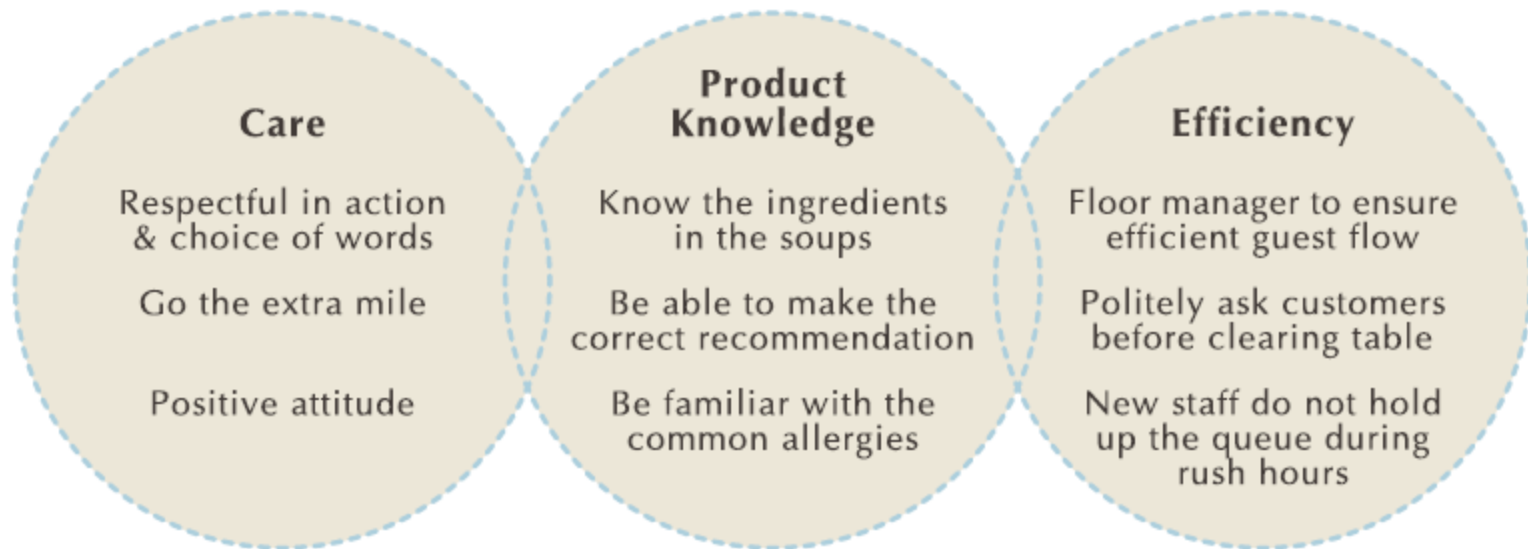 Care
Respectful in action
& choice of words
Go the extra mile
Positive attitude
Product
Knowledge
Know the ingredients
in the soups
Be able to make the
correct recommendation
Be familiar with the
common allergies
Efficiency
Floor manager to ensure
efficient guest flow
Politely ask customers
before clearing table
New staff do not hold
up the queue during
rush hours